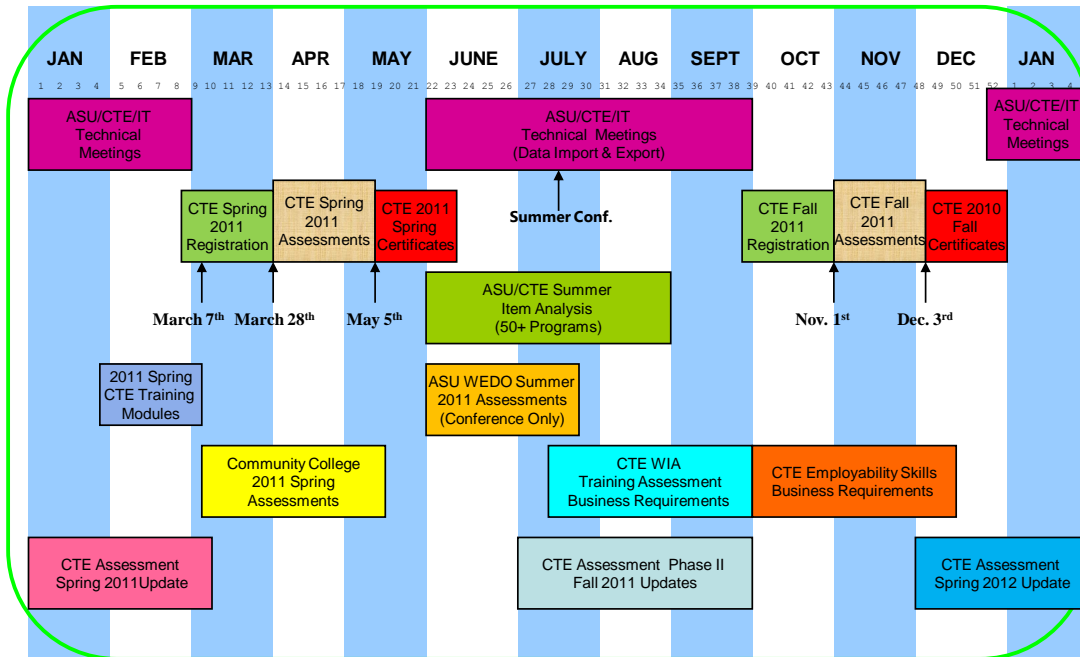 JAN FEB MAR APR MAY JUNE JULY AUG SEPT OCT NOV DEC JAN
1 2 3 4 5 6 7 8 9 10 11 12 13 14 15 16 17 18 19 20 21 22 23 24 25 26 27 28 29 30 31 32 33 34 35 36 37 38 39 40 41 42 43 44 45 46 47 48 49 50 51 52 1 2 3 4
ASU/CTE/IT
Technical
Meetings
ASU/CTE/IT
Technical Meetings
(Data Import & Export)
ASU/CTE/IT
Technical
Meetings
Summer Conf.
CTE Spring
2011
Registration
CTE Spring
2011
Assessments
CTE 2011
Spring
Certificates
CTE Fall
2011
Registration
CTE Fall
2011
Assessments
CTE 2010
Fall
Certificates
March 7th
March 28th
May 5th
Nov. 1st
Dec. 3rd
ASU/CTE Summer
Item Analysis
(50+ Programs)
2011 Spring
CTE Training
Modules
ASU WEDO Summer
2011 Assessments
(Conference Only)
Community College
2011 Spring
Assessments
CTE WIA
Training Assessment
Business Requirements
CTE Employability Skills
Business Requirements
CTE Assessment
Spring 2011Update
CTE Assessment Phase II
Fall 2011 Updates
CTE Assessment
Spring 2012 Update